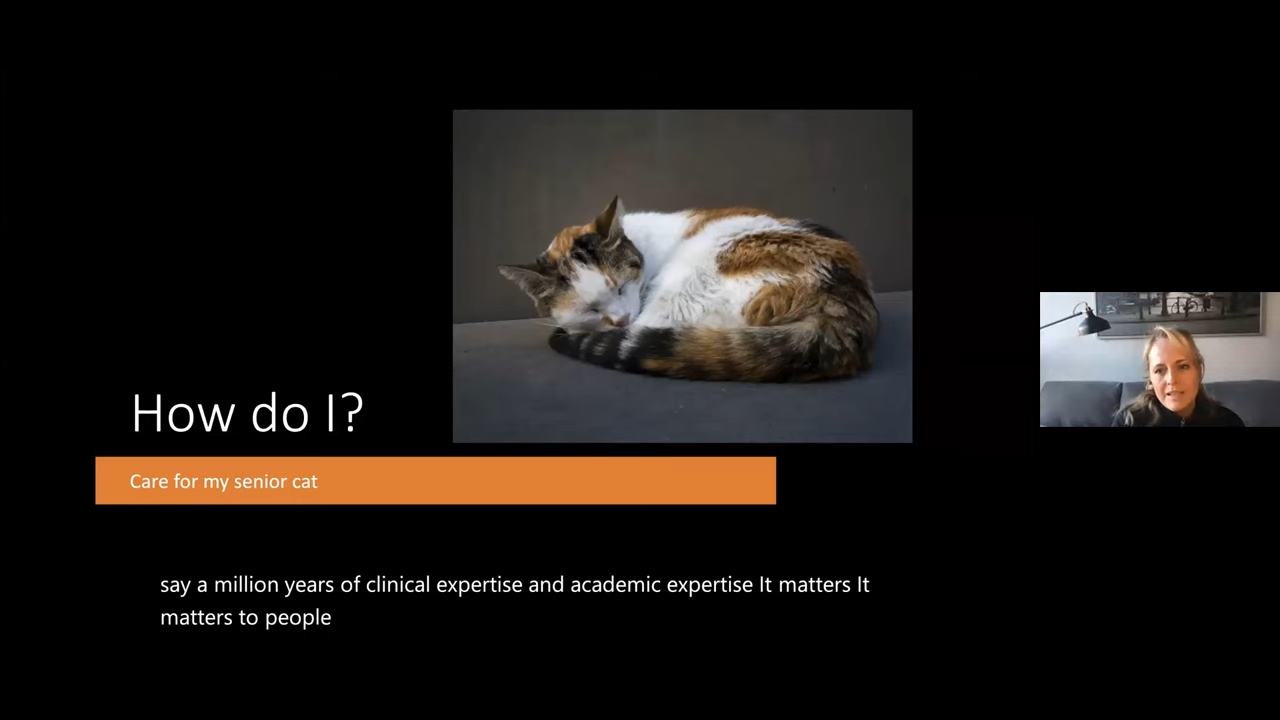 How do I?
Care for my senior cat
say a million years of clinical expertise and academic expertise It matters It
matters to people